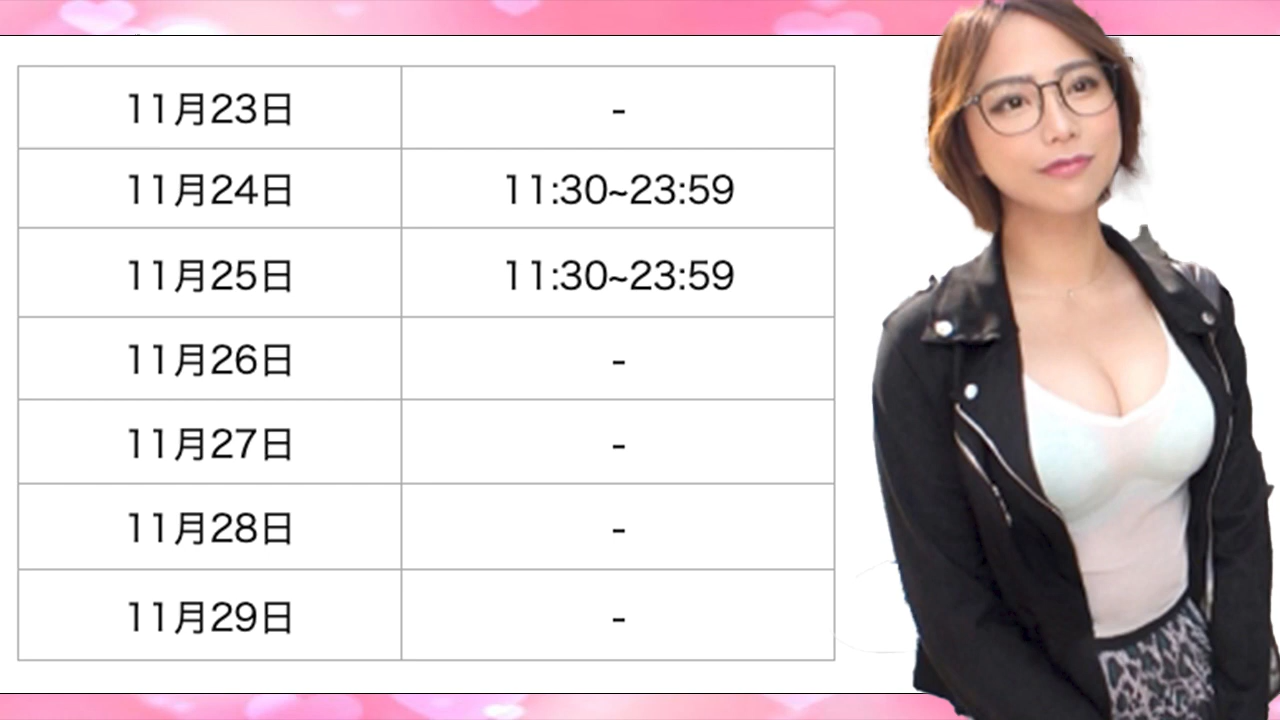 11月23日 -
11月24日 11:30~23:59
11月25日 11:30~23:59
11月26日 -
11月27日 -
11月28日 -
11月29日 -